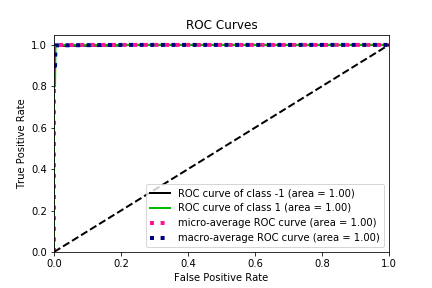 ROC Curves
True Positive Rate
1.0
0.8
0.6
0.4
0.2
0.0
ROC curve of class -1 (area = 1.00)
ROC curve of class 1 (area = 1.00)
micro-average ROC curve (area = 1.00)
macro-average ROC curve (area = 1.00)
0.0 0.2 0.4 0.6 0.8 1.0
False Positive Rate